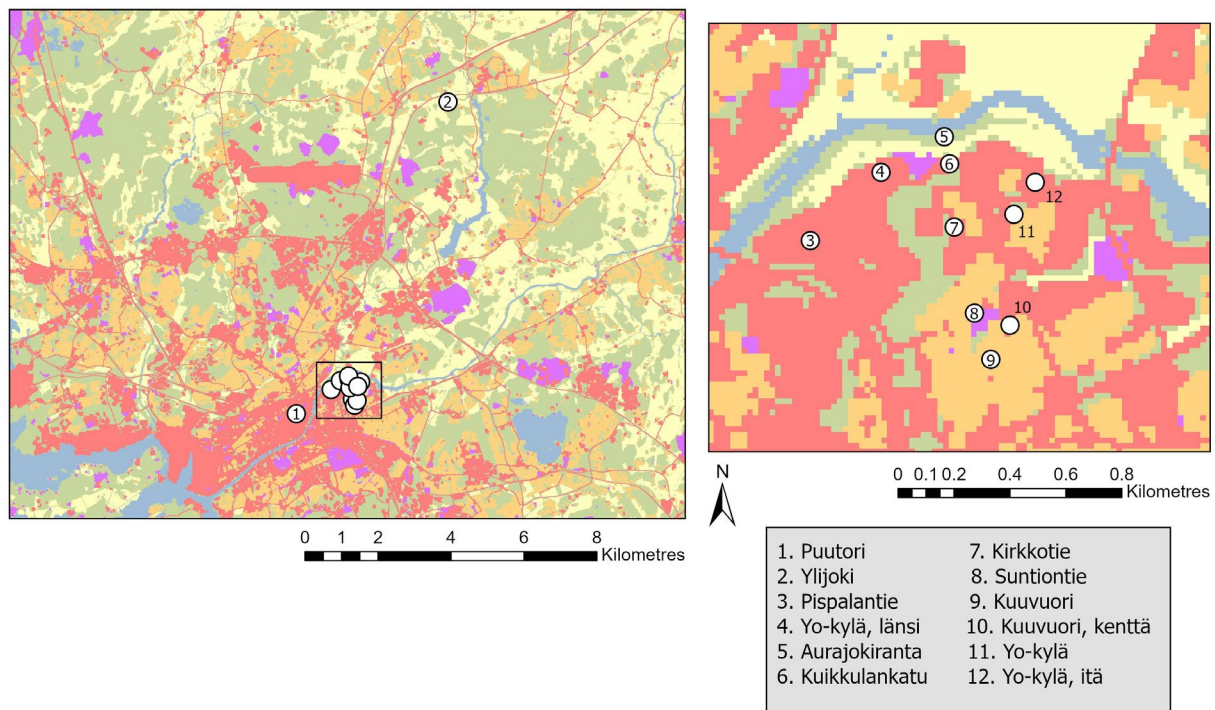 2
1
0 1 2 4 6 8
Kilometres
5
4
6
12
11
7
3
10
8
9
N
0 0.1 0.2 0.4 0.6 0.8
Kilometres
1. Puutori
2. Ylijoki
3. Pispalantie
4. Yo-kylä, länsi
5. Aurajokiranta
6. Kuikkulankatu
7. Kirkkotie
8. Suntiontie
9. Kuuvuori
10. Kuuvuori, kenttä
11. Yo-kylä
12. Yo-kylä, itä